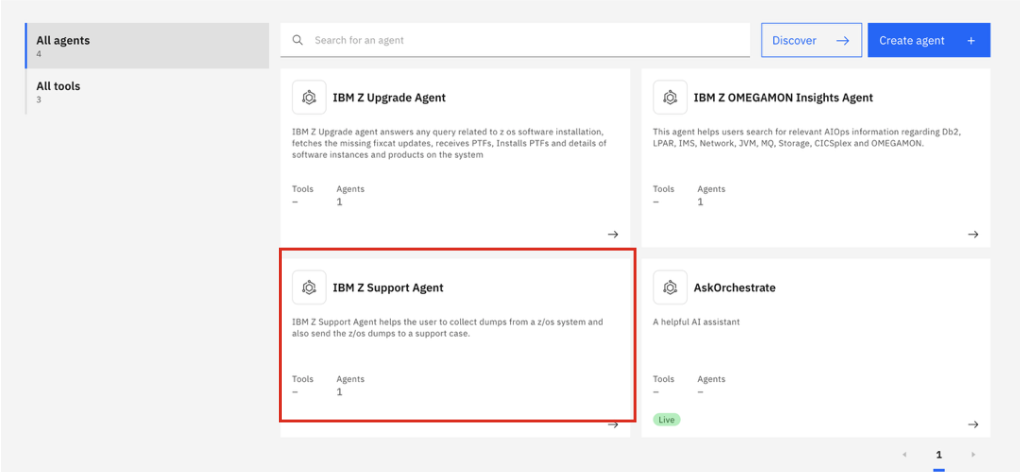 All agents
4
All tools
3
Search for an agent
Discover
Create agent +
IBM Z Upgrade Agent
IBM Z Upgrade agent answers any query related to z os software installation,
fetches the missing fixcat updates, receives PTFs, Installs PTFs and details of
software instances and products on the system
Tools Agents
– 1
IBM Z OMEGAMON Insights Agent
This agent helps users search for relevant AIOps information regarding Db2,
LPAR, IMS, Network, JVM, MQ, Storage, CICSplex and OMEGAMON.
Tools Agents
– 1
IBM Z Support Agent
IBM Z Support Agent helps the user to collect dumps from a z/os system and
also send the z/os dumps to a support case.
Tools Agents
– 1
AskOrchestrate
A helpful AI assistant
Tools Agents
– –
Live
1